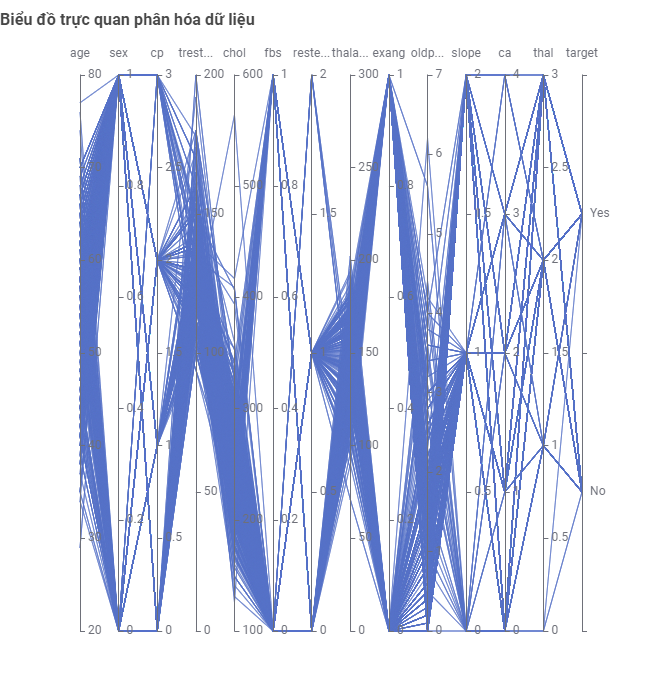 Biểu đồ trực quan phân hóa dữ liệu
age sex cp trest... chol fbs reste... thala... exang oldp... slope ca thal target
80 1 3 200 600 1 2 300 1 7 2 4 3
6
2.5 250 2.5
0.8 500 0.8 0.8
1.5 1.5 3 Yes
5
2 200 2
0.6 400 0.6
4
50 1.5 150 1 2 1.5
0.4 300 0.4 0.4
40 1 100 1
50 0.5 0.5 1 No
0.2 200 0.2
30 0.5 50 0.5
20 0 0 0 100 0 0 0 0 0 0 0 0